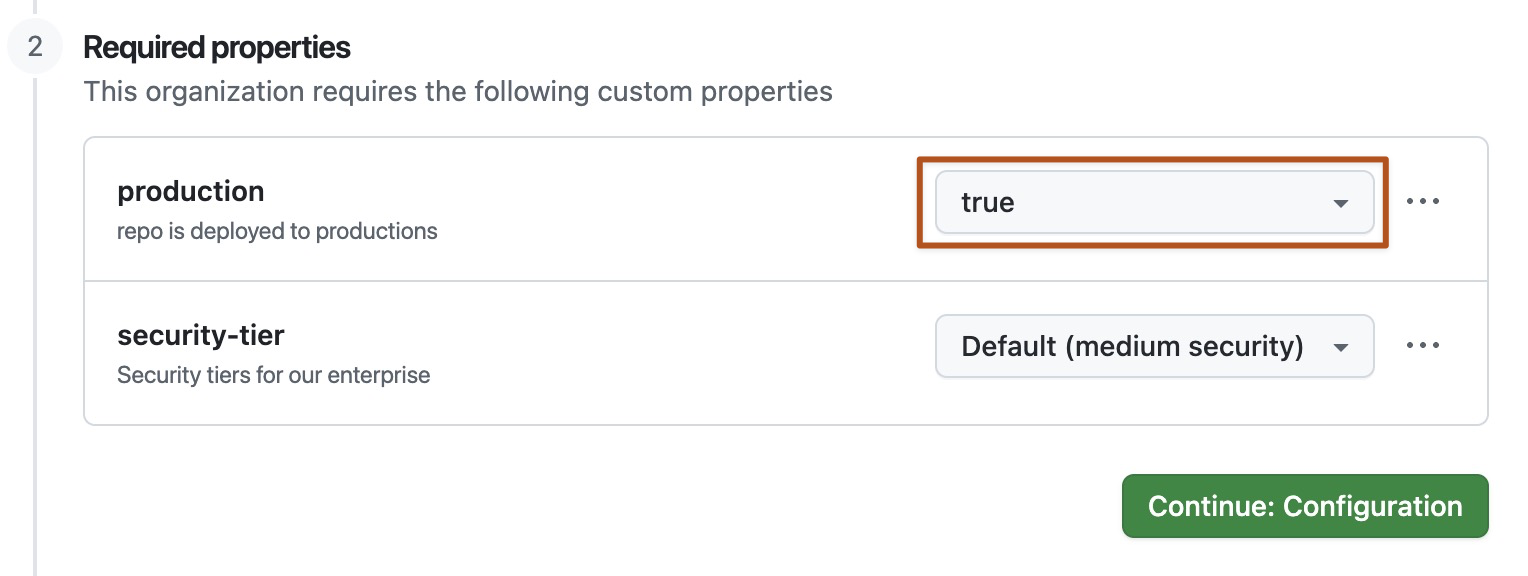 2
Required properties
This organization requires the following custom properties
production
repo is deployed to productions
true
security-tier
Security tiers for our enterprise
Default (medium security)
Continue: Configuration